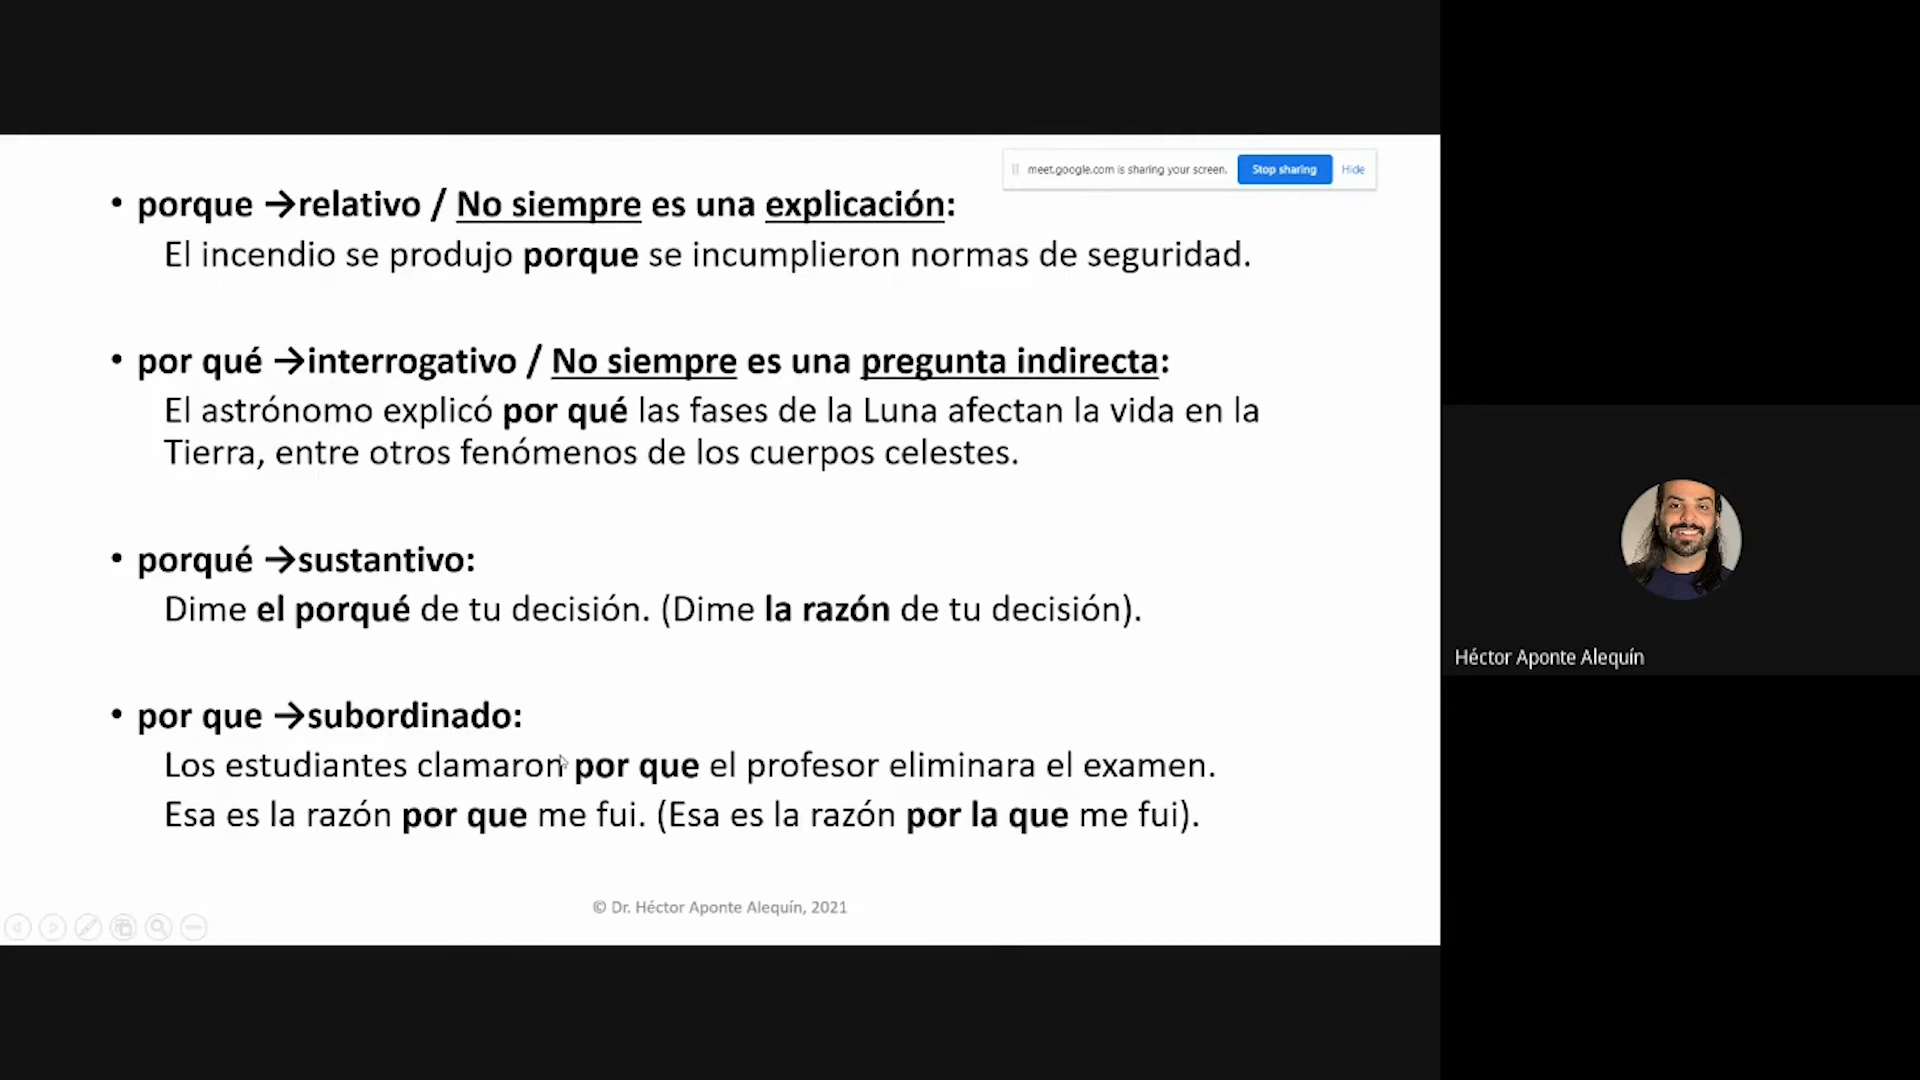 meet.google.com is sharing your screen. Stop sharing Hide
• porque →relativo / No siempre es una explicación:
El incendio se produjo porque se incumplieron normas de seguridad.
• por qué →interrogativo / No siempre es una pregunta indirecta:
El astrónomo explicó por qué las fases de la Luna afectan la vida en la
Tierra, entre otros fenómenos de los cuerpos celestes.
• porqué →sustantivo:
Dime el porqué de tu decisión. (Dime la razón de tu decisión).
• por que →subordinado:
Los estudiantes clamaron por que el profesor eliminara el examen.
Esa es la razón por que me fui. (Esa es la razón por la que me fui).
© Dr. Héctor Aponte Alequín, 2021
Héctor Aponte Alequín